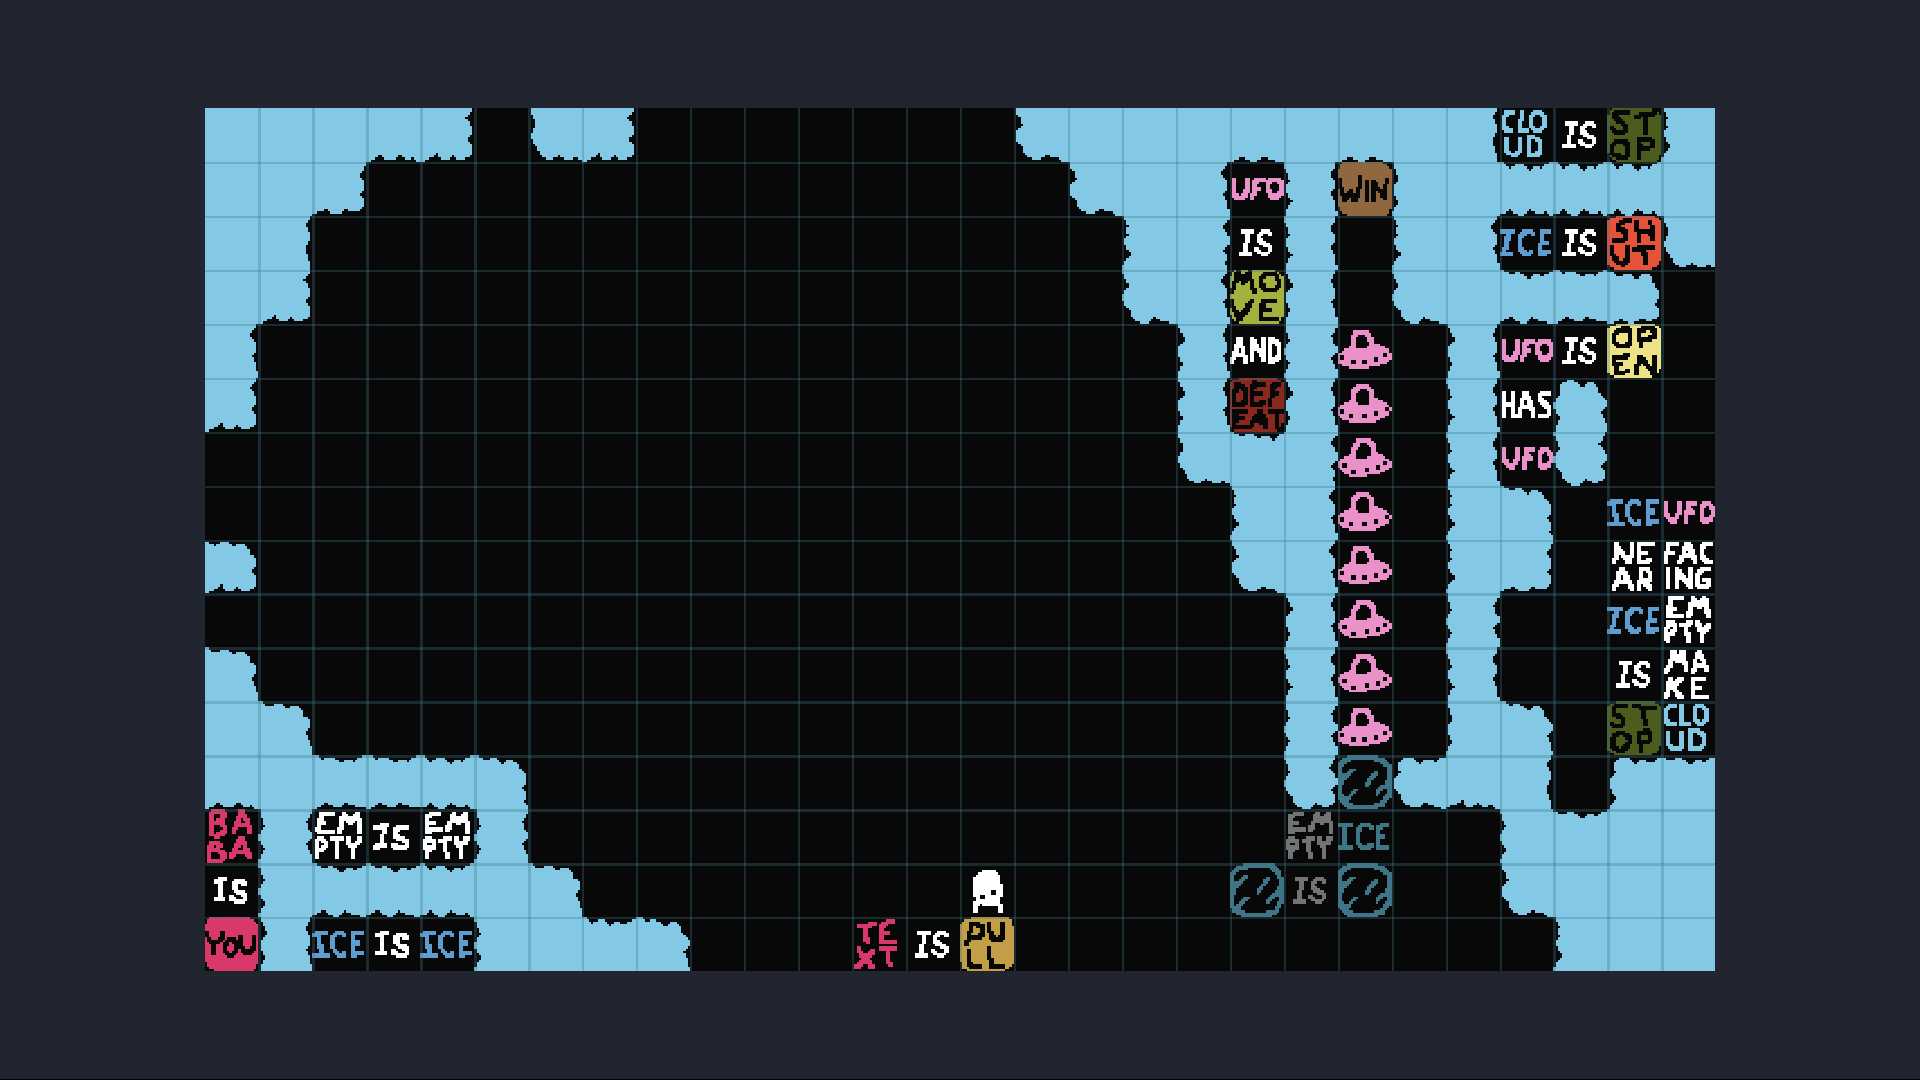 CLOUD IS STOP
UFO WIN
IS ICE IS SHUT
MOVE
AND UFO IS OPEN
DEFEAT HAS
UFO
ICE UFO
NEAR FACING
ICE EMPTY
IS MAKE
STOP CLOUD
BABA EMPTY IS EMPTY EMPTY ICE
IS IS
YOU ICE IS ICE TEXT IS PULL